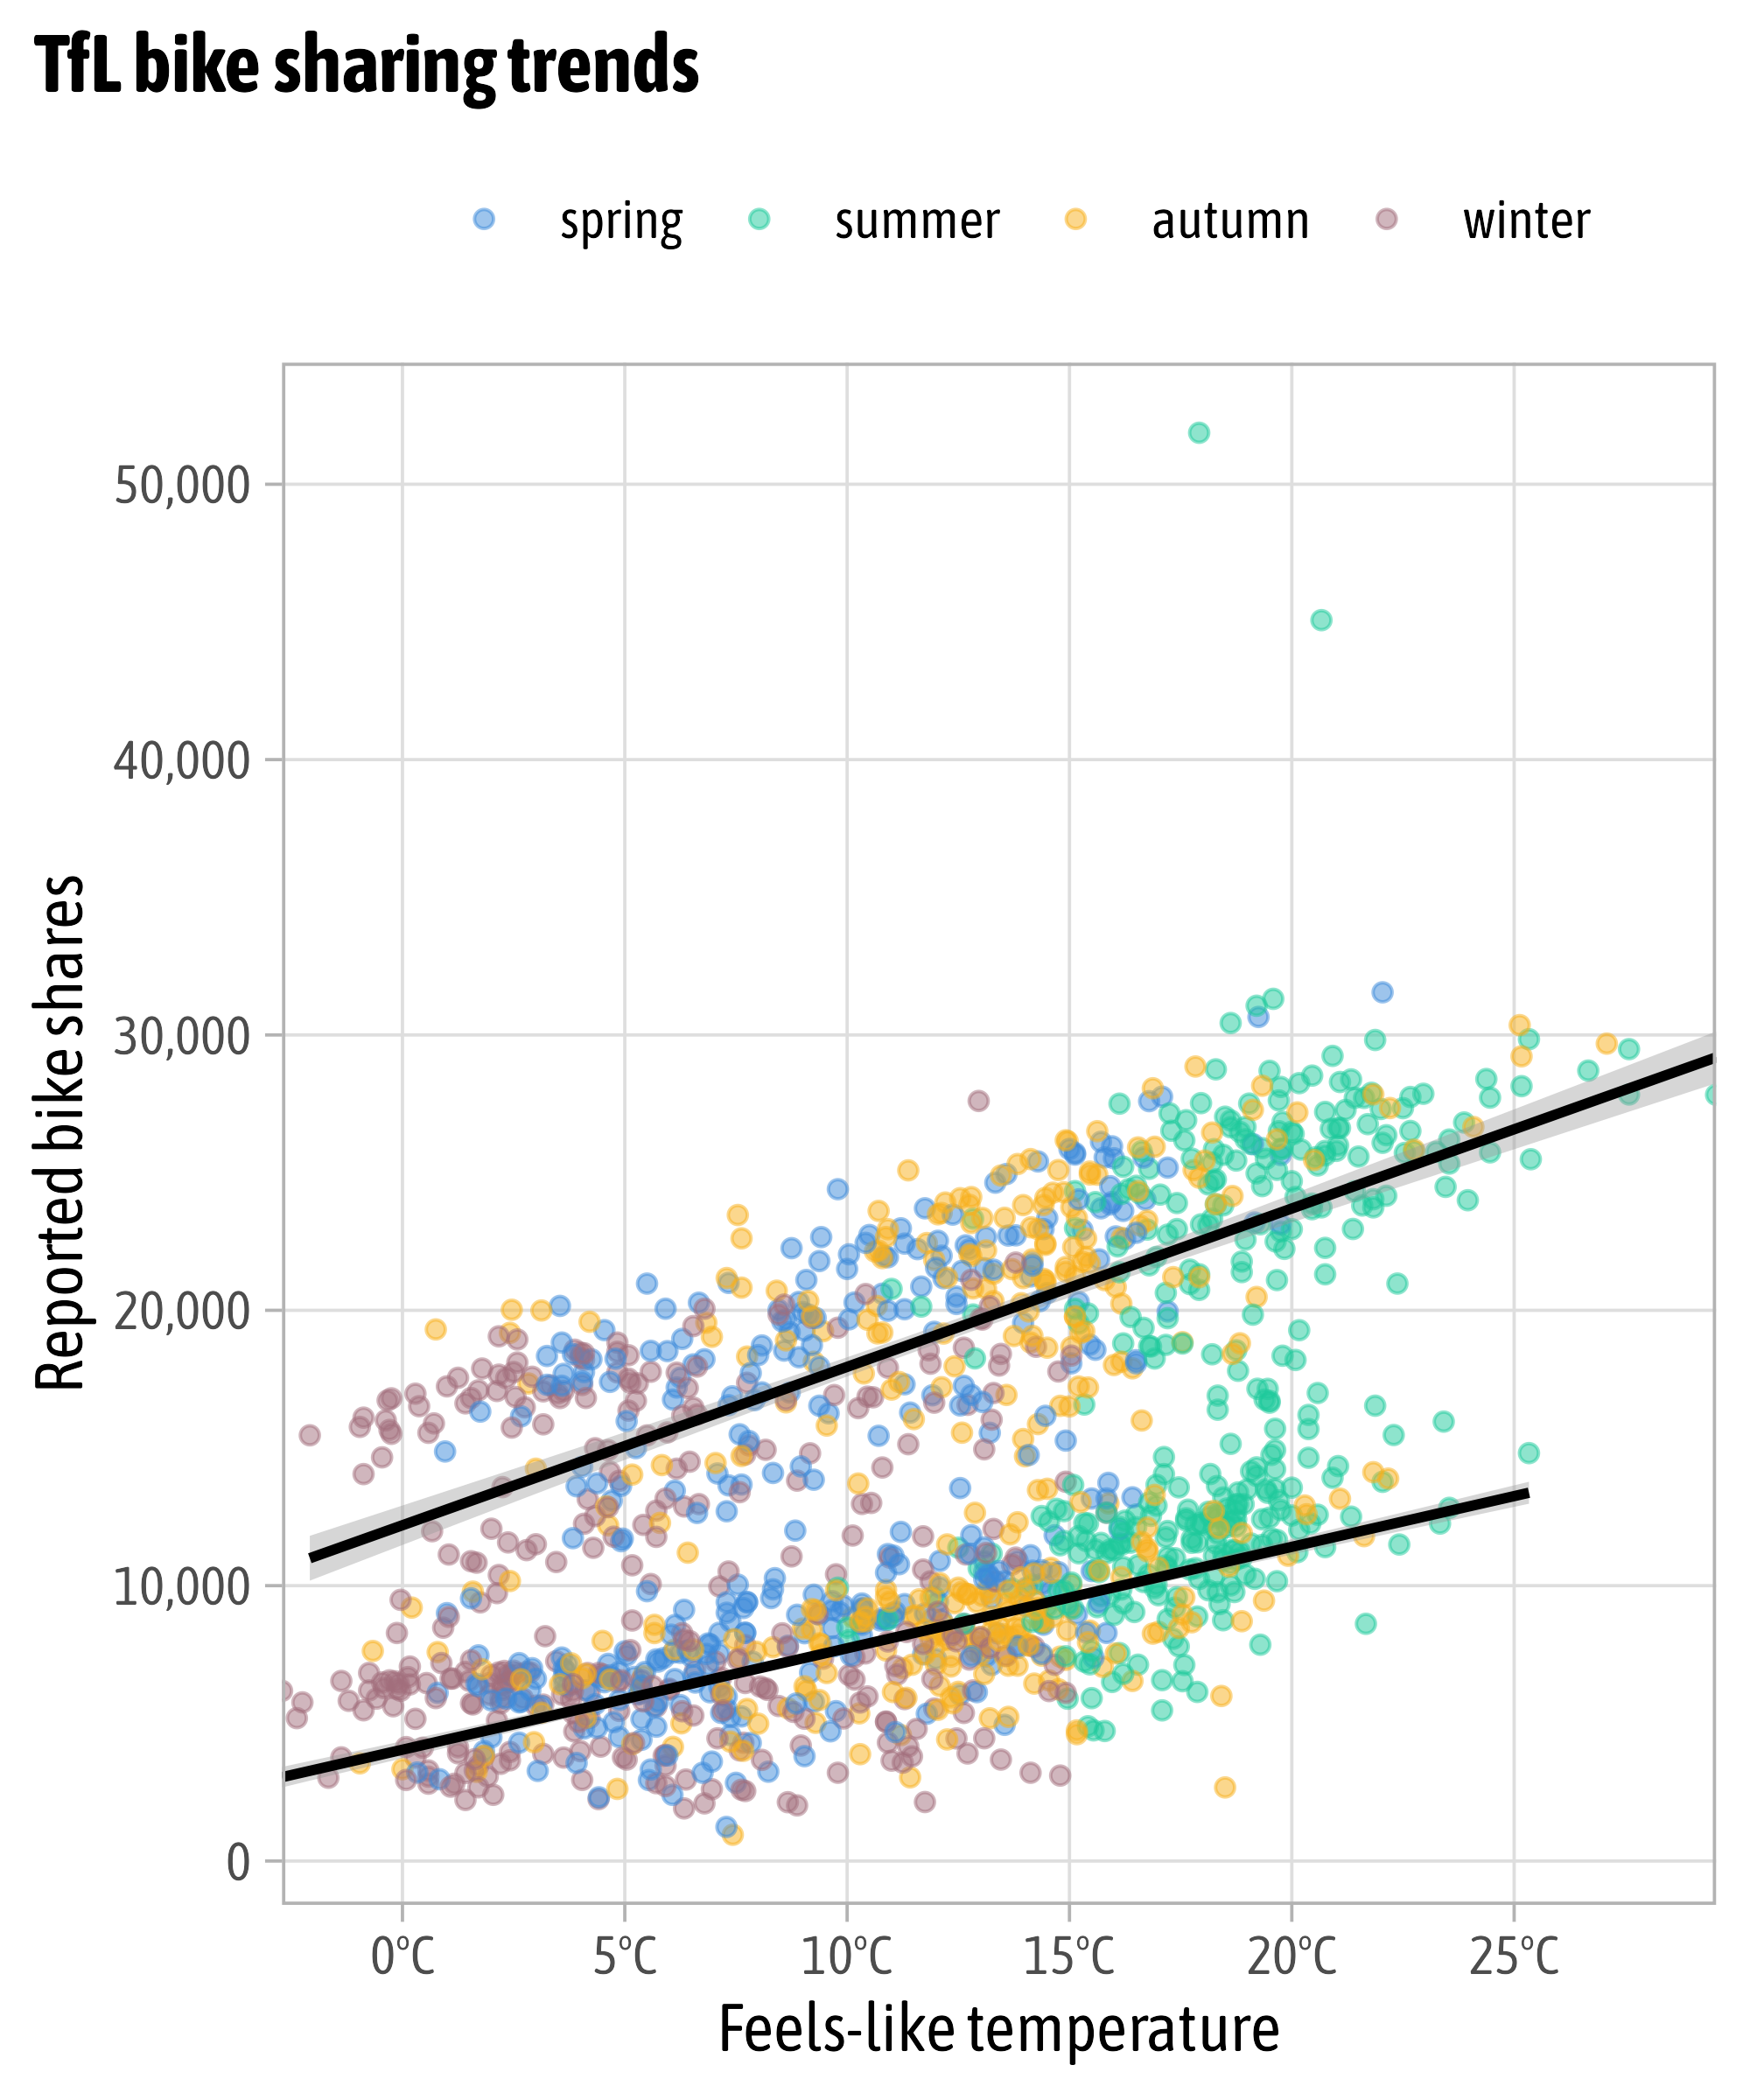 TfL bike sharing trends
spring summer autumn winter
Reported bike shares
50,000
40,000
30,000
20,000
10,000
0
0°C 5°C 10°C 15°C 20°C 25°C
Feels-like temperature